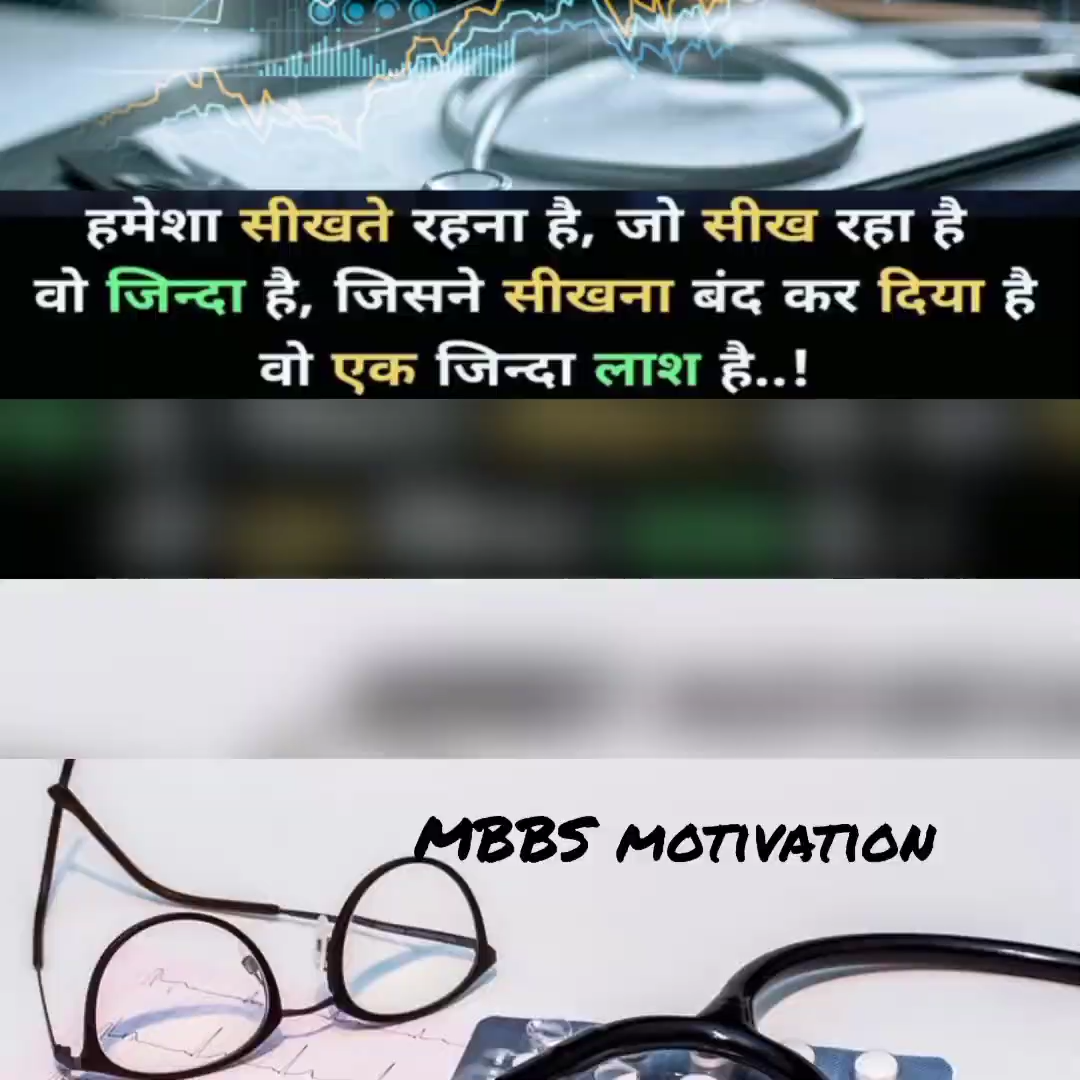 हमेशा सीखते रहना है, जो सीख रहा है
वो जिन्दा है, जिसने सीखना बंद कर दिया है
वो एक जिन्दा लाश है..!
MBBS MOTIVATION